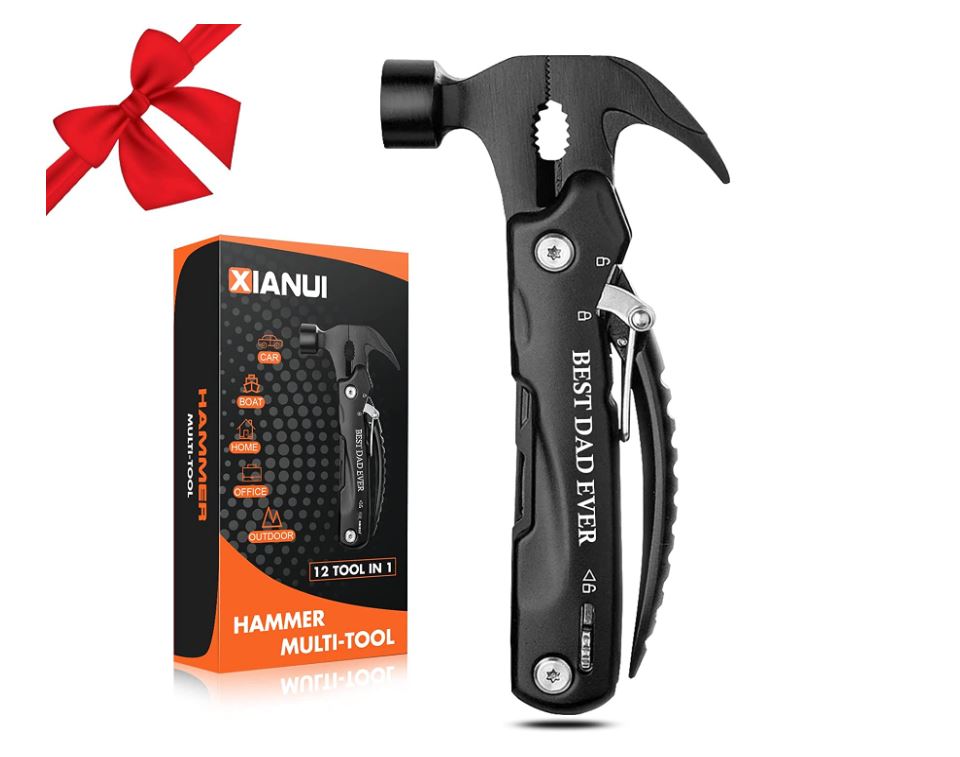 XIANUI
CAR
BOAT
HOME
OFFICE
OUTDOOR
BEST DAD EVER
12 TOOL IN 1
HAMMER
MULTI-TOOL
HAMMER
MULTI-TOOL
BEST DAD EVER